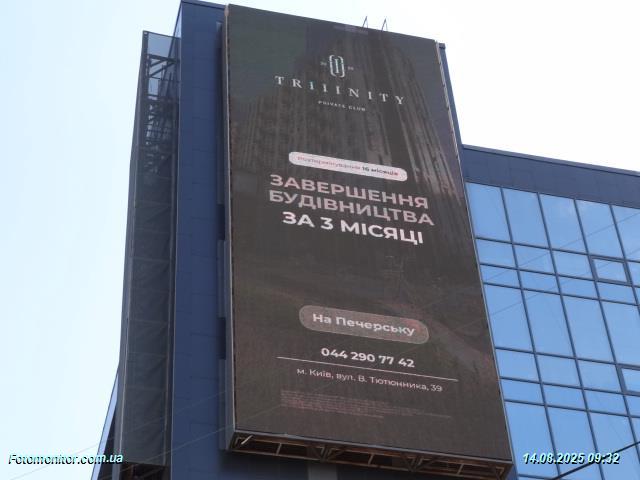 TRIIINITY
PRIVATE CLUB
Розтермінування 16 місяців
ЗАВЕРШЕННЯ
БУДІВНИЦТВА
ЗА 3 МІСЯЦІ
На Печерську
044 290 77 42
м. Київ, вул. В. Тютюнника, 39
Fotomonitor.com.ua
14.08.2025 09:32